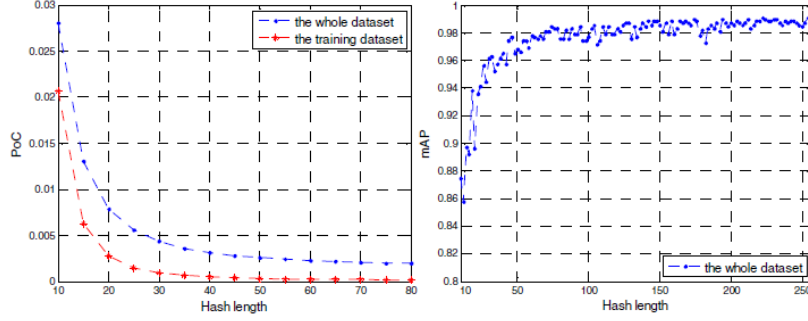 0.03
0.025
0.02
0.015
0.01
0.005
0
PoC
10 20 30 40 50 60 70 80
Hash length
the whole dataset
the training dataset
1
0.98
0.96
0.94
0.92
0.9
0.88
0.86
0.84
0.82
0.8
mAP
10 50 100 150 200 250
Hash length
the whole dataset